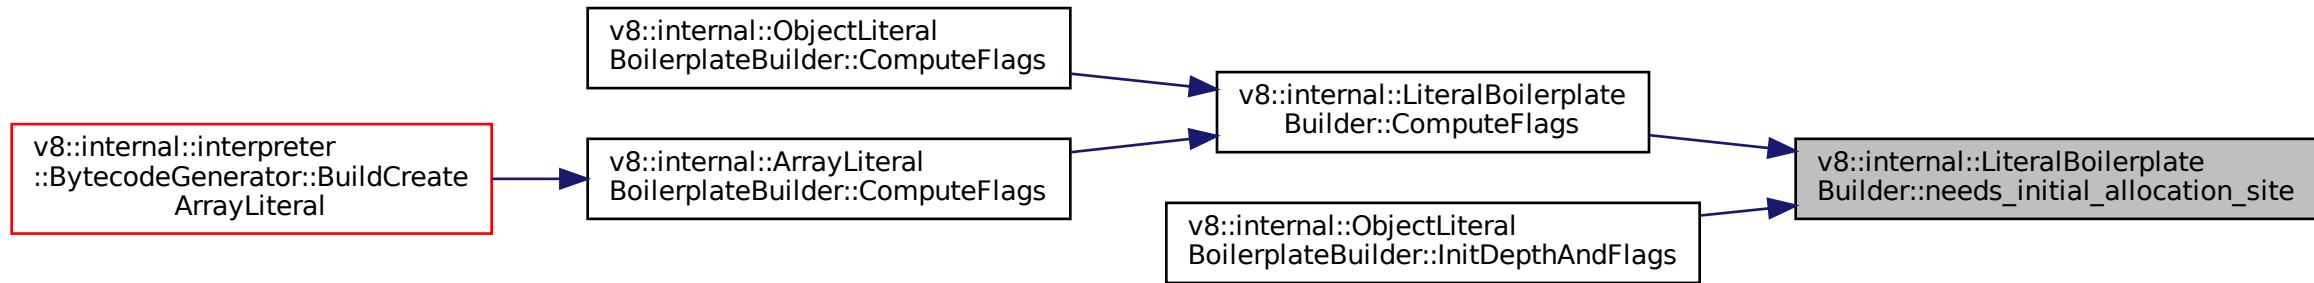 v8::internal::ObjectLiteral
BoilerplateBuilder::ComputeFlags
v8::internal::LiteralBoilerplate
Builder::ComputeFlags
v8::internal::interpreter
::BytecodeGenerator::BuildCreate
ArrayLiteral
v8::internal::ArrayLiteral
BoilerplateBuilder::ComputeFlags
v8::internal::LiteralBoilerplate
Builder::needs_initial_allocation_site
v8::internal::ObjectLiteral
BoilerplateBuilder::InitDepthAndFlags